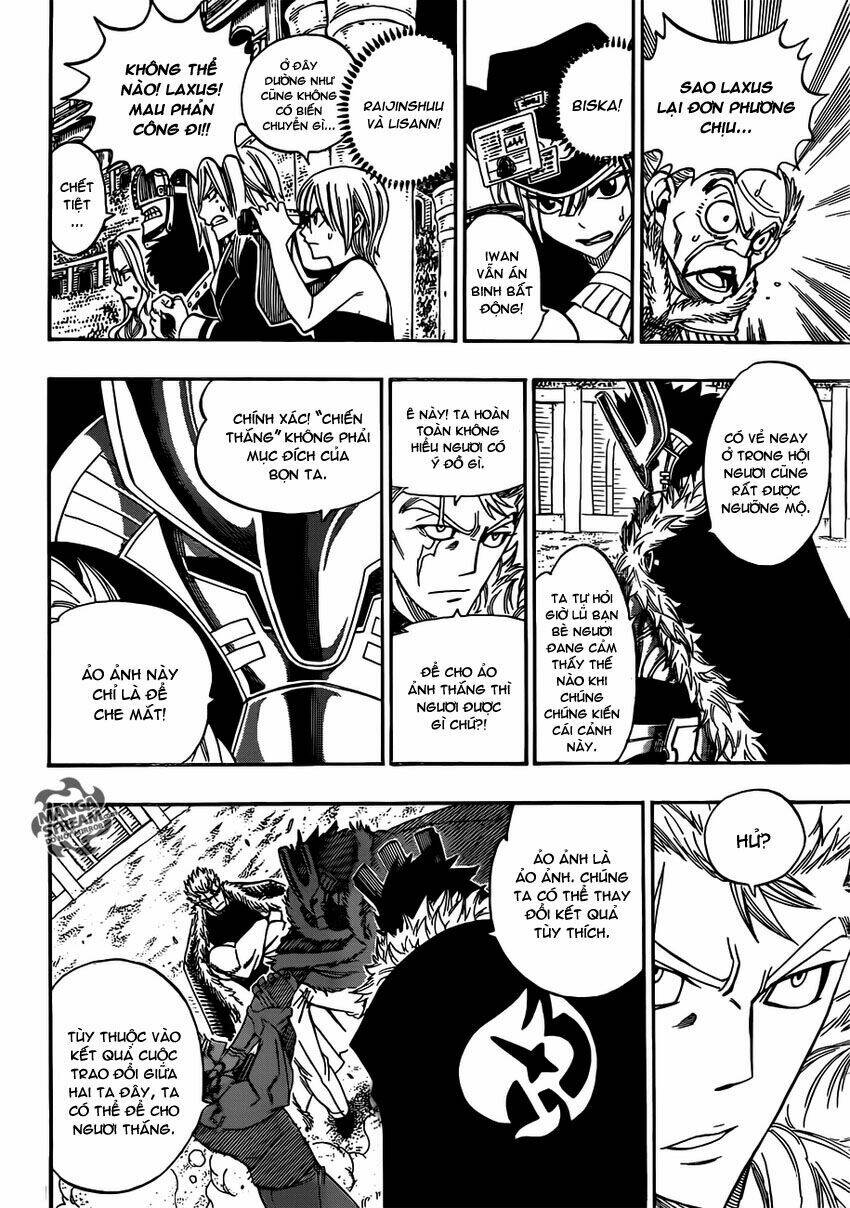 SAO LAXUS
LẠI ĐƠN PHƯƠNG
CHỊU...
BISKA!
IWAN
VẪN ÁN
BINH BẤT
ĐỘNG!
RAIJINSHUU
VÀ LISANN!
Ở ĐÂY
DƯỜNG NHƯ
CŨNG KHÔNG
CÓ BIẾN
CHUYỂN GÌ...
KHÔNG THỂ
NÀO! LAXUS!
MAU PHẢN
CÔNG ĐI!!
CHẾT
TIỆT
...
CÓ VẺ NGAY
Ở TRONG HỘI
NGƯƠI CŨNG
RẤT ĐƯỢC
NGƯỠNG MỘ.
TA TỰ HỎI
GIỜ LŨ BẠN
BÈ NGƯƠI
ĐANG CẢM
THẤY THẾ
NÀO KHI
CHÚNG
CHỨNG KIẾN
CÁI CẢNH
NÀY.
Ê NÀY! TA HOÀN
TOÀN KHÔNG
HIỂU NGƯƠI CÓ
Ý ĐỒ GÌ.
ĐỂ CHO ẢO
ẢNH THẮNG THÌ
NGƯƠI ĐƯỢC
GÌ CHỨ?!
CHÍNH XÁC! "CHIẾN
THẮNG" KHÔNG PHẢI
MỤC ĐÍCH CỦA
BỌN TA.
ẢO ẢNH NÀY
CHỈ LÀ ĐỂ
CHE MẮT!
HỬ?
ẢO ẢNH LÀ
ẢO ẢNH. CHÚNG
TA CÓ THỂ THAY
ĐỔI KẾT QUẢ
TÙY THÍCH.
TÙY THUỘC VÀO
KẾT QUẢ CUỘC
TRAO ĐỔI GIỮA
HAI TA ĐÂY, TA
CÓ THỂ ĐỂ CHO
NGƯƠI THẮNG.
MANGA
STREAM
DO NOT MIRROR